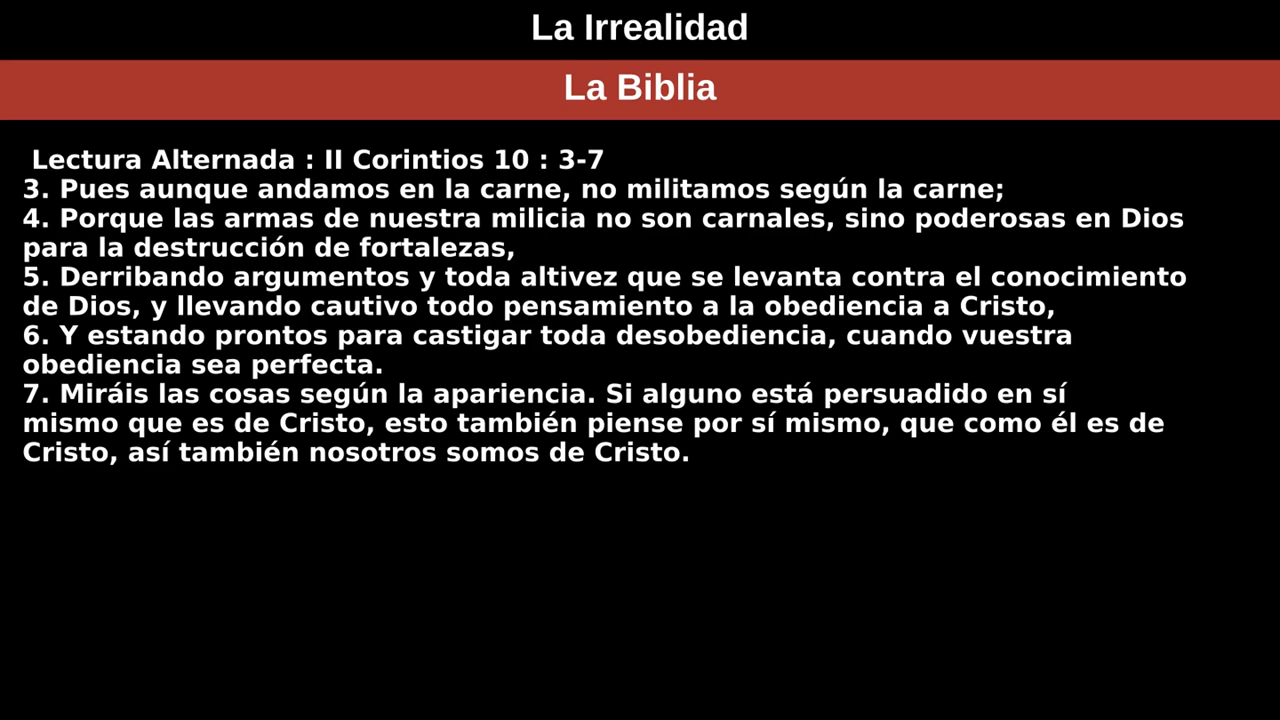 La Irrealidad
La Biblia
Lectura Alternada : II Corintios 10 : 3-7
3. Pues aunque andamos en la carne, no militamos según la carne;
4. Porque las armas de nuestra milicia no son carnales, sino poderosas en Dios
para la destrucción de fortalezas,
5. Derribando argumentos y toda altivez que se levanta contra el conocimiento
de Dios, y llevando cautivo todo pensamiento a la obediencia a Cristo,
6. Y estando prontos para castigar toda desobediencia, cuando vuestra
obediencia sea perfecta.
7. Miráis las cosas según la apariencia. Si alguno está persuadido en sí
mismo que es de Cristo, esto también piense por sí mismo, que como él es de
Cristo, así también nosotros somos de Cristo.